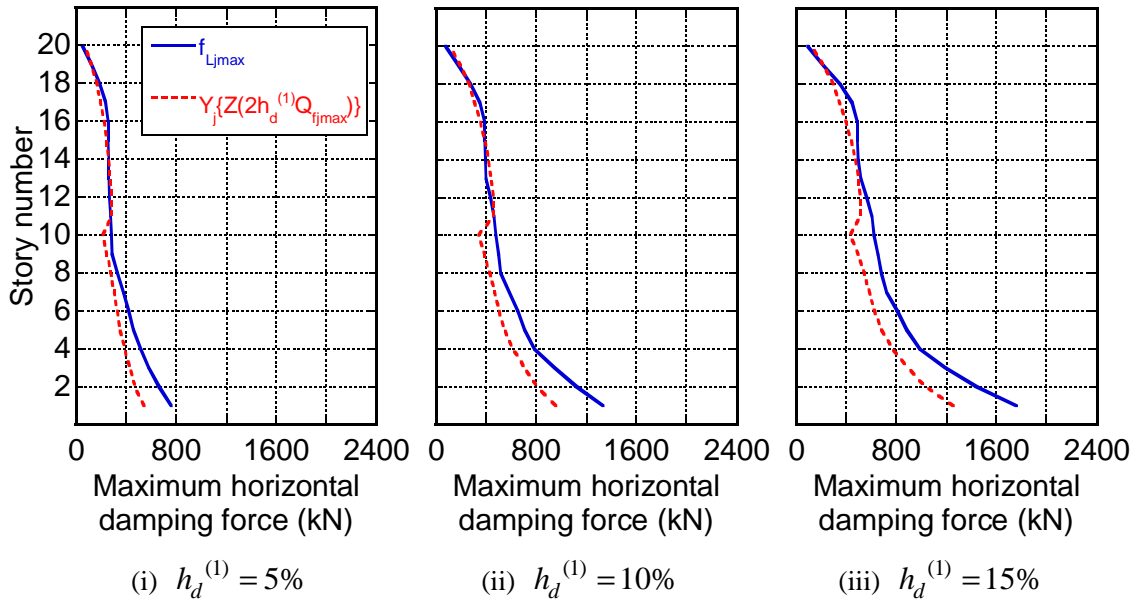 Story number
20
18
16
14
12
10
8
6
4
2
f_Ljmax
Y_j{Z(2h_d^(1)Q_fjmax)}
0 800 1600 2400
0 800 1600 2400
0 800 1600 2400
Maximum horizontal
damping force (kN)
Maximum horizontal
damping force (kN)
Maximum horizontal
damping force (kN)
(i) h_d^(1) = 5%
(ii) h_d^(1) = 10%
(iii) h_d^(1) = 15%